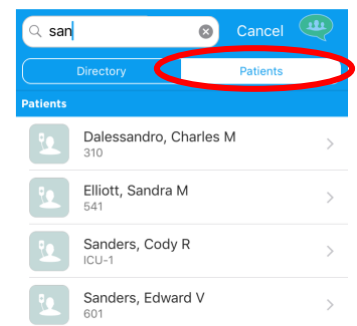 san Cancel
Directory Patients
Patients
Dalessandro, Charles M
310
Elliott, Sandra M
541
Sanders, Cody R
ICU-1
Sanders, Edward V
601